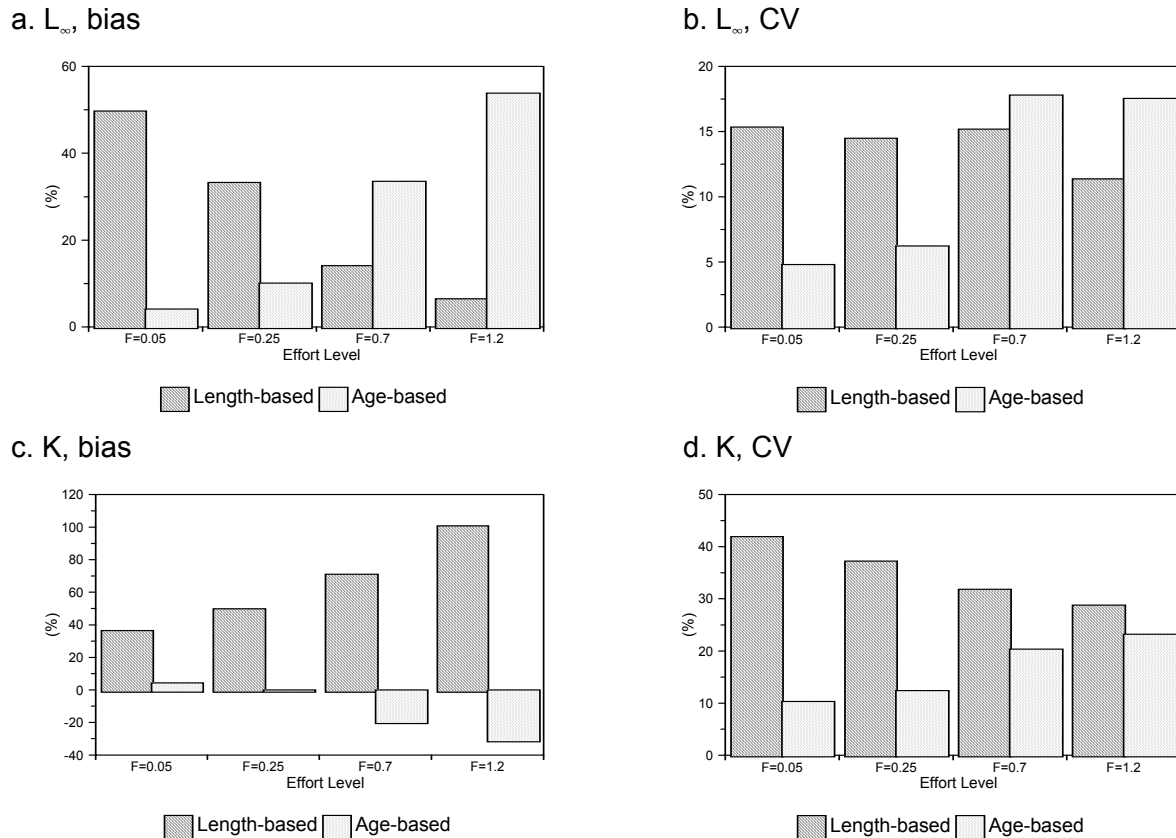 a. L∞, bias
60
40
20
0
(%)
F=0.05 F=0.25 F=0.7 F=1.2
Effort Level
Length-based Age-based
b. L∞, CV
20
15
10
5
0
(%)
F=0.05 F=0.25 F=0.7 F=1.2
Effort Level
Length-based Age-based
c. K, bias
120
100
80
60
40
20
0
-20
-40
(%)
F=0.05 F=0.25 F=0.7 F=1.2
Effort Level
Length-based Age-based
d. K, CV
50
40
30
20
10
0
(%)
F=0.05 F=0.25 F=0.7 F=1.2
Effort Level
Length-based Age-based